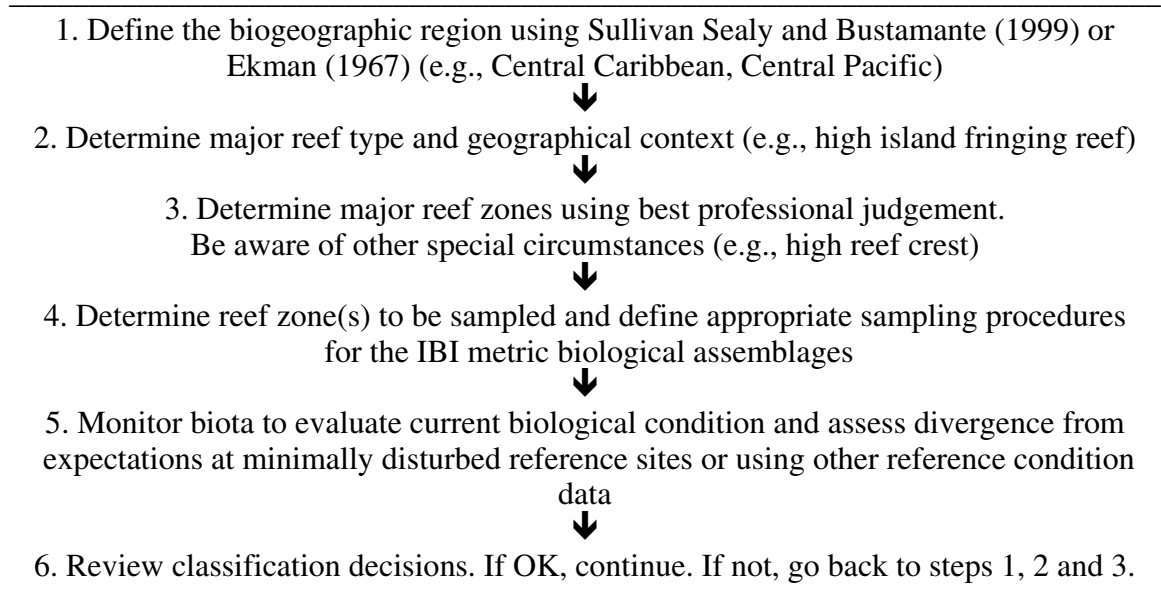 1. Define the biogeographic region using Sullivan Sealy and Bustamante (1999) or
Ekman (1967) (e.g., Central Caribbean, Central Pacific)
2. Determine major reef type and geographical context (e.g., high island fringing reef)
3. Determine major reef zones using best professional judgement.
Be aware of other special circumstances (e.g., high reef crest)
4. Determine reef zone(s) to be sampled and define appropriate sampling procedures
for the IBI metric biological assemblages
5. Monitor biota to evaluate current biological condition and assess divergence from
expectations at minimally disturbed reference sites or using other reference condition
data
6. Review classification decisions. If OK, continue. If not, go back to steps 1, 2 and 3.